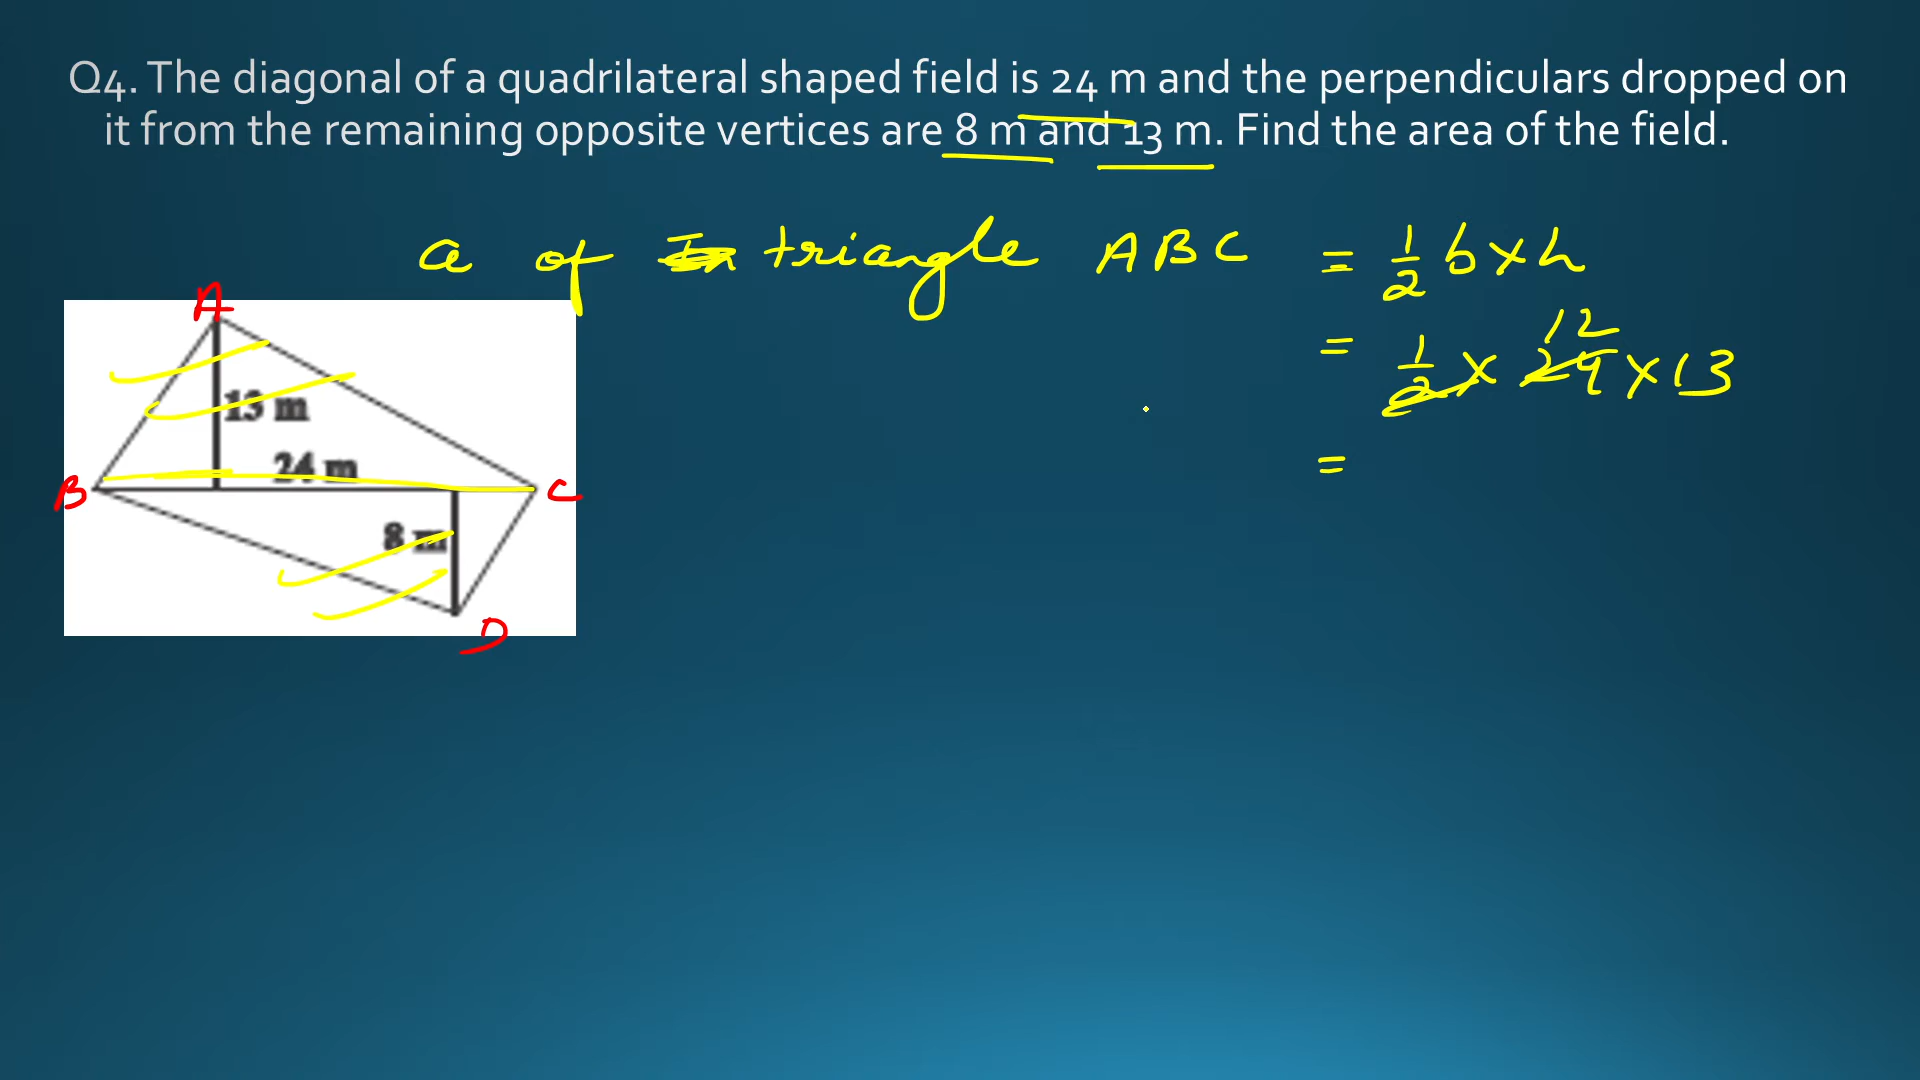 Q4. The diagonal of a quadrilateral shaped field is 24 m and the perpendiculars dropped on
it from the remaining opposite vertices are 8 m and 13 m. Find the area of the field.
a of triangle ABC = 1/2 b x h
= 1/2 x 24 x 13
12
=
A
13 m
24 m
B
C
8 m
D